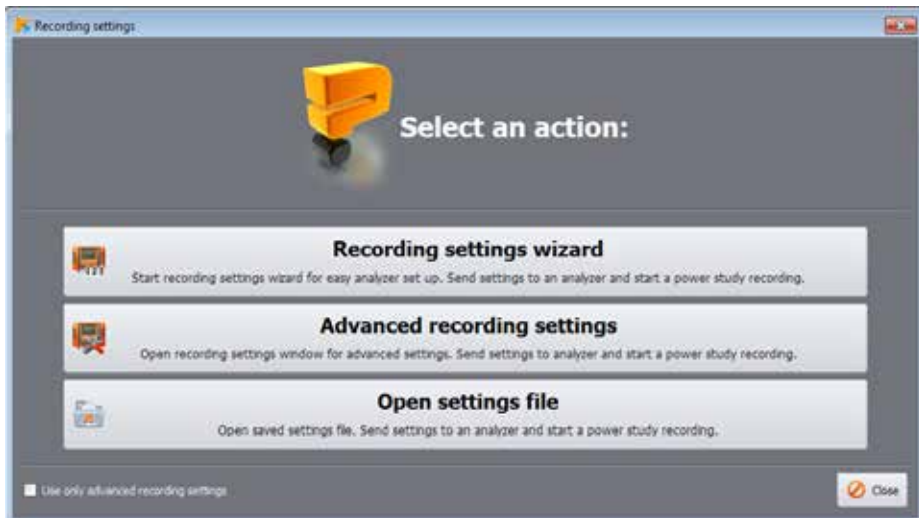 Recording settings
Select an action:
Recording settings wizard
Start recording settings wizard for easy analyzer set up. Send settings to an analyzer and start a power study recording.
Advanced recording settings
Open recording settings window for advanced settings. Send settings to analyzer and start a power study recording.
Open settings file
Open saved settings file. Send settings to an analyzer and start a power study recording.
Use only advanced recording settings
Close